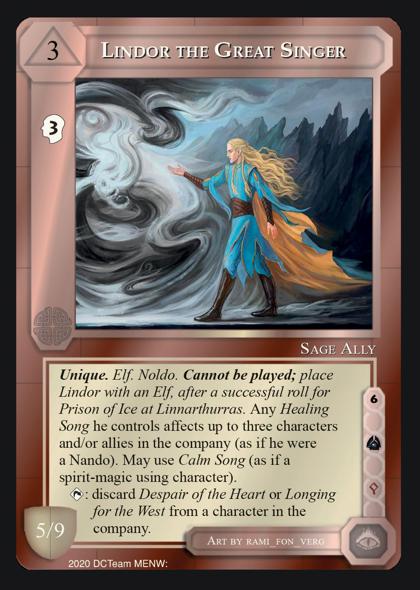 3
LINDOR THE GREAT SINGER
3
SAGE ALLY
Unique. Elf. Noldo. Cannot be played; place
Lindor with an Elf, after a successful roll for
Prison of Ice at Linnarthurras. Any Healing
Song he controls affects up to three characters
and/or allies in the company (as if he were
a Nando). May use Calm Song (as if a
spirit-magic using character).
: discard Despair of the Heart or Longing
for the West from a character in the
company.
6
5/9
ART BY RAMI_FON_VERG
2020 DCTeam MENW: